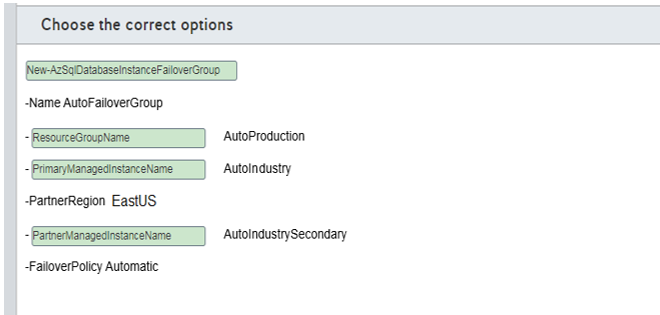 Choose the correct options
New-AzSqlDatabaseInstanceFailoverGroup
-Name AutoFailoverGroup
- ResourceGroupName AutoProduction
- PrimaryManagedInstanceName AutoIndustry
-PartnerRegion EastUS
- PartnerManagedInstanceName AutoIndustrySecondary
-FailoverPolicy Automatic